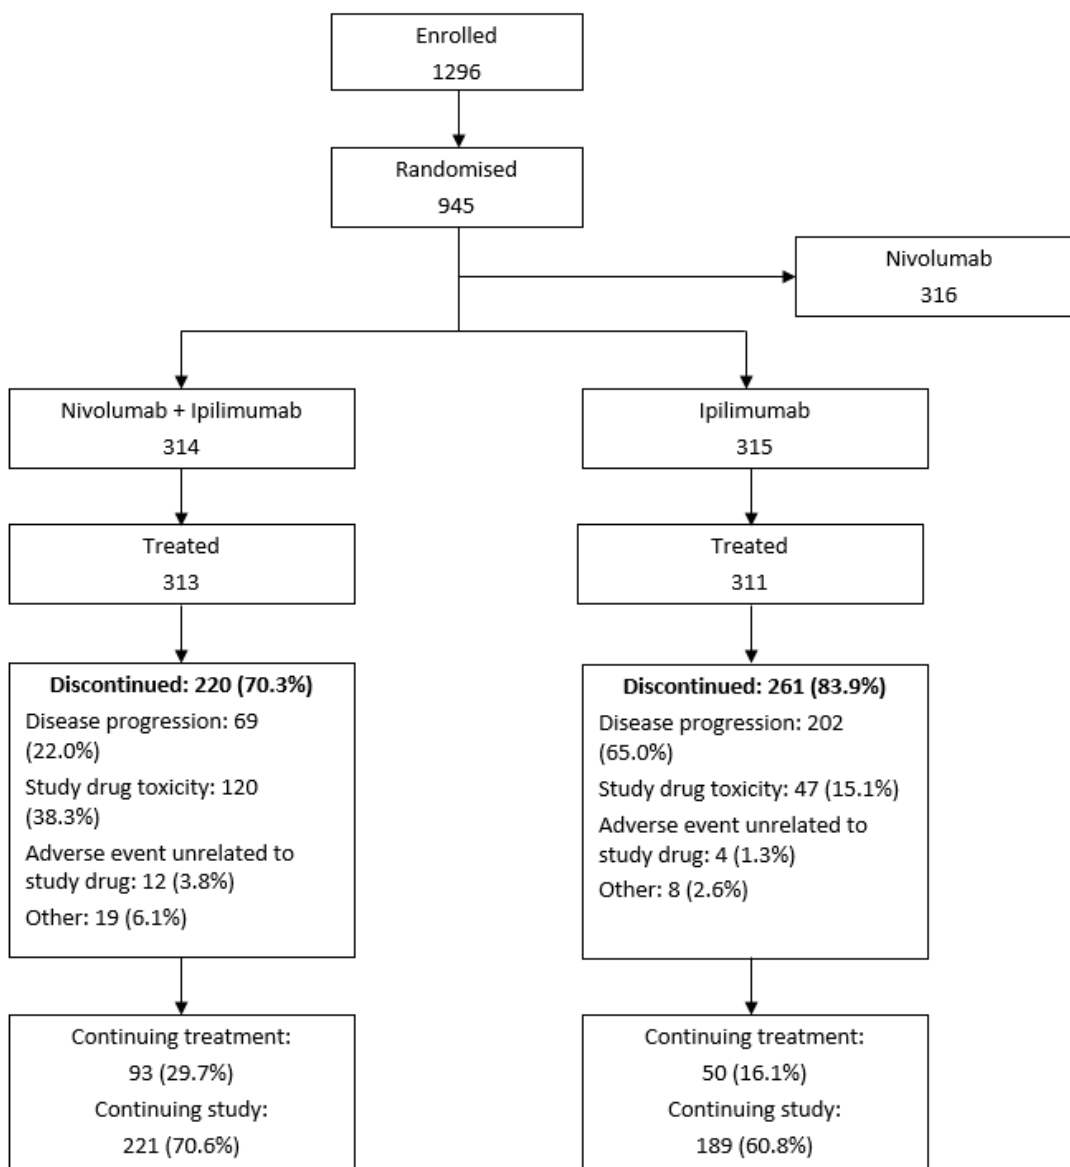 Enrolled
1296
Randomised
945
Nivolumab
316
Nivolumab + Ipilimumab
314
Ipilimumab
315
Treated
313
Treated
311
Discontinued: 220 (70.3%)
Disease progression: 69
(22.0%)
Study drug toxicity: 120
(38.3%)
Adverse event unrelated to
study drug: 12 (3.8%)
Other: 19 (6.1%)
Discontinued: 261 (83.9%)
Disease progression: 202
(65.0%)
Study drug toxicity: 47 (15.1%)
Adverse event unrelated to
study drug: 4 (1.3%)
Other: 8 (2.6%)
Continuing treatment:
93 (29.7%)
Continuing study:
221 (70.6%)
Continuing treatment:
50 (16.1%)
Continuing study:
189 (60.8%)